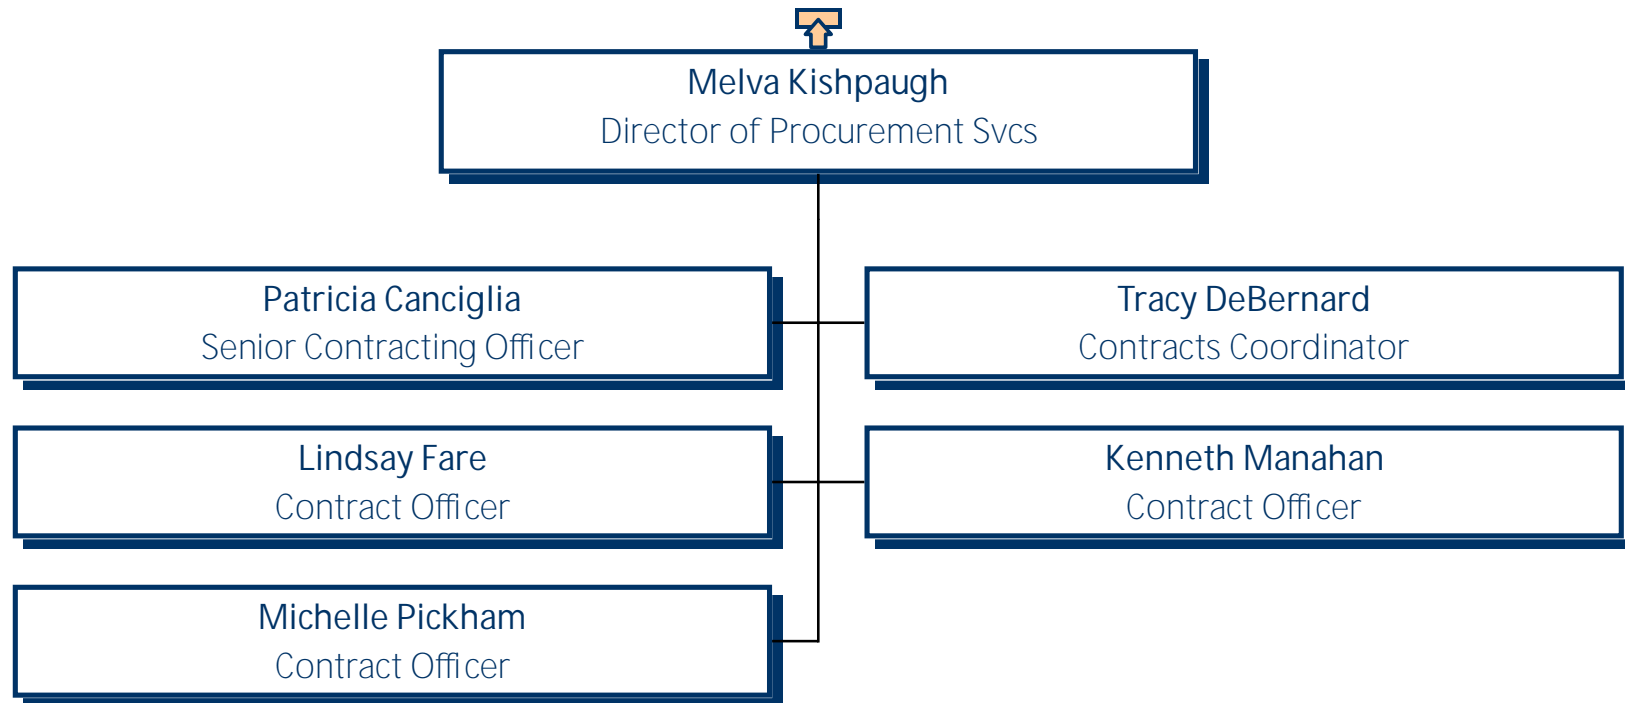 Melva Kishpaugh
Director of Procurement Svcs
Patricia Canciglia
Senior Contracting Officer
Tracy DeBernard
Contracts Coordinator
Lindsay Fare
Contract Officer
Kenneth Manahan
Contract Officer
Michelle Pickham
Contract Officer